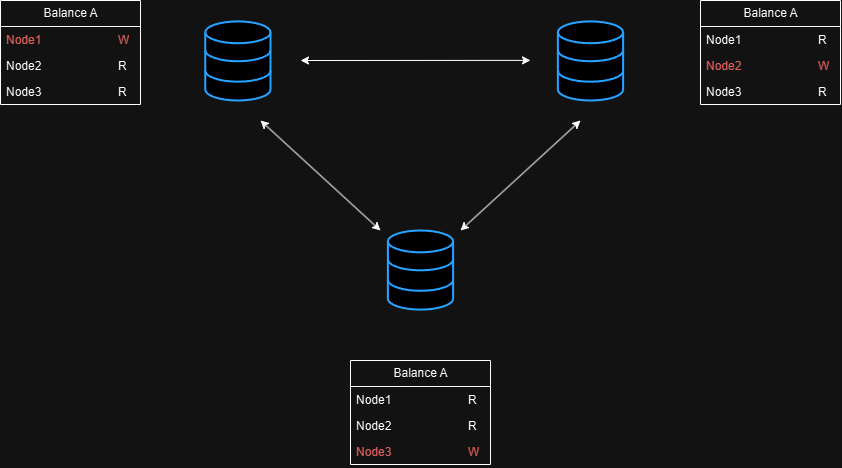 Balance A
Node1 W
Node2 R
Node3 R
Balance A
Node1 R
Node2 W
Node3 R
Balance A
Node1 R
Node2 R
Node3 W